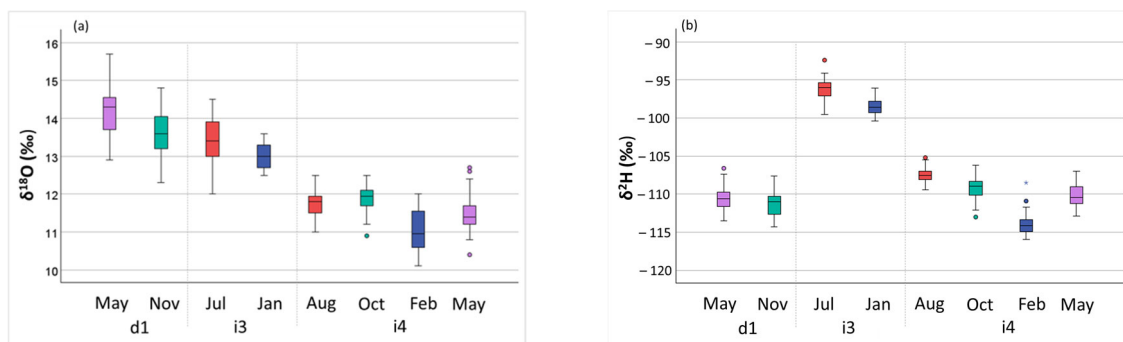 (a)
δ¹⁸O (‰)
16
15
14
13
12
11
10
May Nov Jul Jan Aug Oct Feb May
d1 i3 i4
(b)
δ²H (‰)
−90
−95
−100
−105
−110
−115
−120
May Nov Jul Jan Aug Oct Feb May
d1 i3 i4